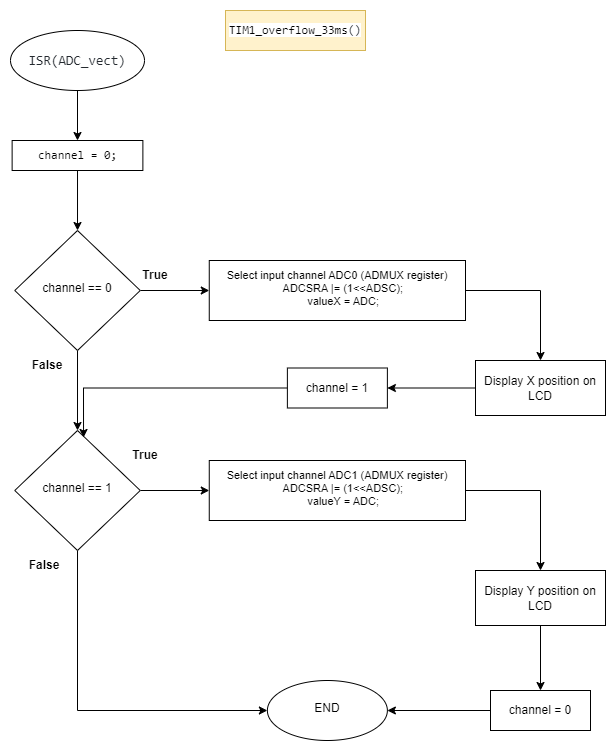 TIM1_overflow_33ms()
ISR(ADC_vect)
channel = 0;
channel == 0
True
Select input channel ADC0 (ADMUX register)
ADCSRA |= (1<<ADSC);
valueX = ADC;
False
Display X position on
LCD
channel = 1
channel == 1
True
Select input channel ADC1 (ADMUX register)
ADCSRA |= (1<<ADSC);
valueY = ADC;
False
Display Y position on
LCD
channel = 0
END